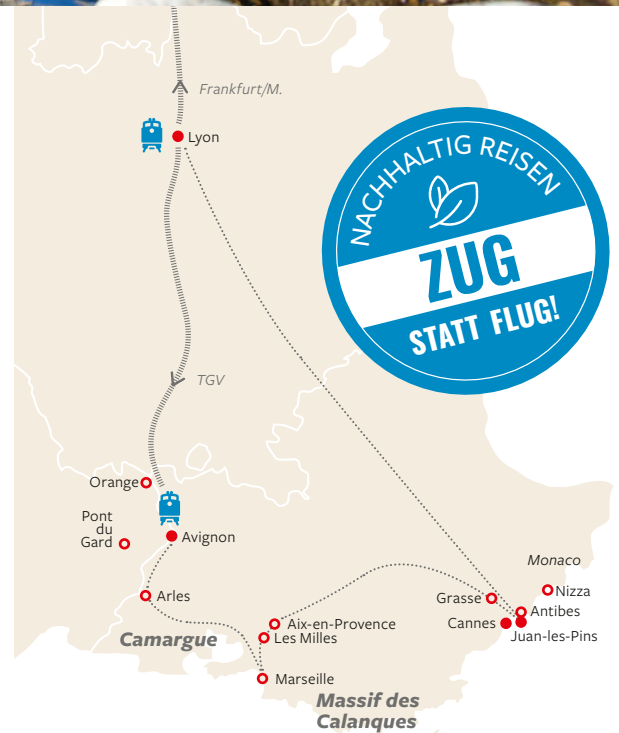 Frankfurt/M.
Lyon
NACHHALTIG REISEN
ZUG
STATT FLUG!
TGV
Orange
Pont
du
Gard
Avignon
Arles
Camargue
Aix-en-Provence
Les Milles
Marseille
Massif des
Calanques
Monaco
Nizza
Grasse
Antibes
Cannes
Juan-les-Pins